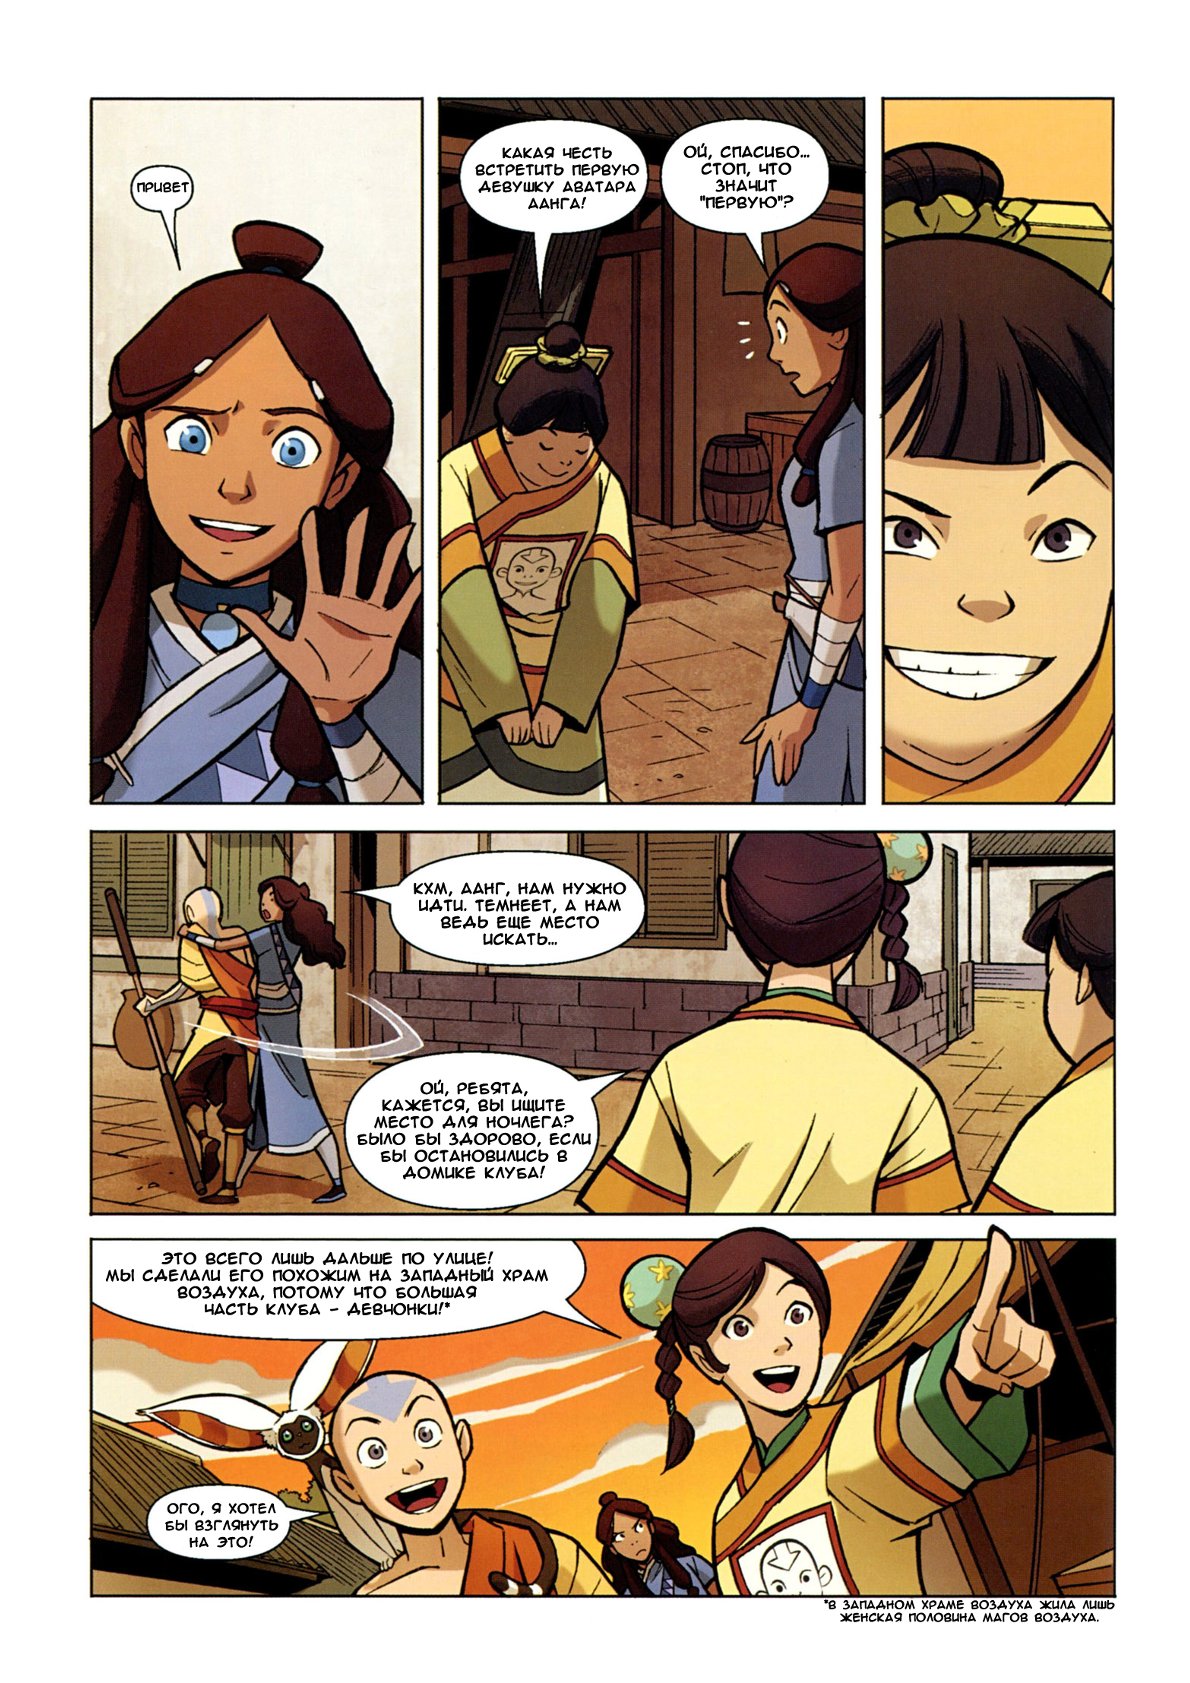 ПРИВЕТ
КАКАЯ ЧЕСТЬ
ВСТРЕТИТЬ ПЕРВУЮ
ДЕВУШКУ АВАТАРА
ААНГА!
ОЙ, СПАСИБО...
СТОП, ЧТО
ЗНАЧИТ
"ПЕРВУЮ"?
КХМ, ААНГ, НАМ НУЖНО
ИДТИ. ТЕМНЕЕТ, А НАМ
ВЕДЬ ЕЩЕ МЕСТО
ИСКАТЬ...
ОЙ, РЕБЯТА,
КАЖЕТСЯ, ВЫ ИЩИТЕ
МЕСТО ДЛЯ НОЧЛЕГА?
БЫЛО БЫ ЗДОРОВО, ЕСЛИ
БЫ ОСТАНОВИЛИСЬ В
ДОМИКЕ КЛУБА!
ЭТО ВСЕГО ЛИШЬ ДАЛЬШЕ ПО УЛИЦЕ!
МЫ СДЕЛАЛИ ЕГО ПОХОЖИМ НА ЗАПАДНЫЙ ХРАМ
ВОЗДУХА, ПОТОМУ ЧТО БОЛЬШАЯ
ЧАСТЬ КЛУБА - ДЕВЧОНКИ!*
ОГО, Я ХОТЕЛ
БЫ ВЗГЛЯНУТЬ
НА ЭТО!
*В ЗАПАДНОМ ХРАМЕ ВОЗДУХА ЖИЛА ЛИШЬ
ЖЕНСКАЯ ПОЛОВИНА МАГОВ ВОЗДУХА.